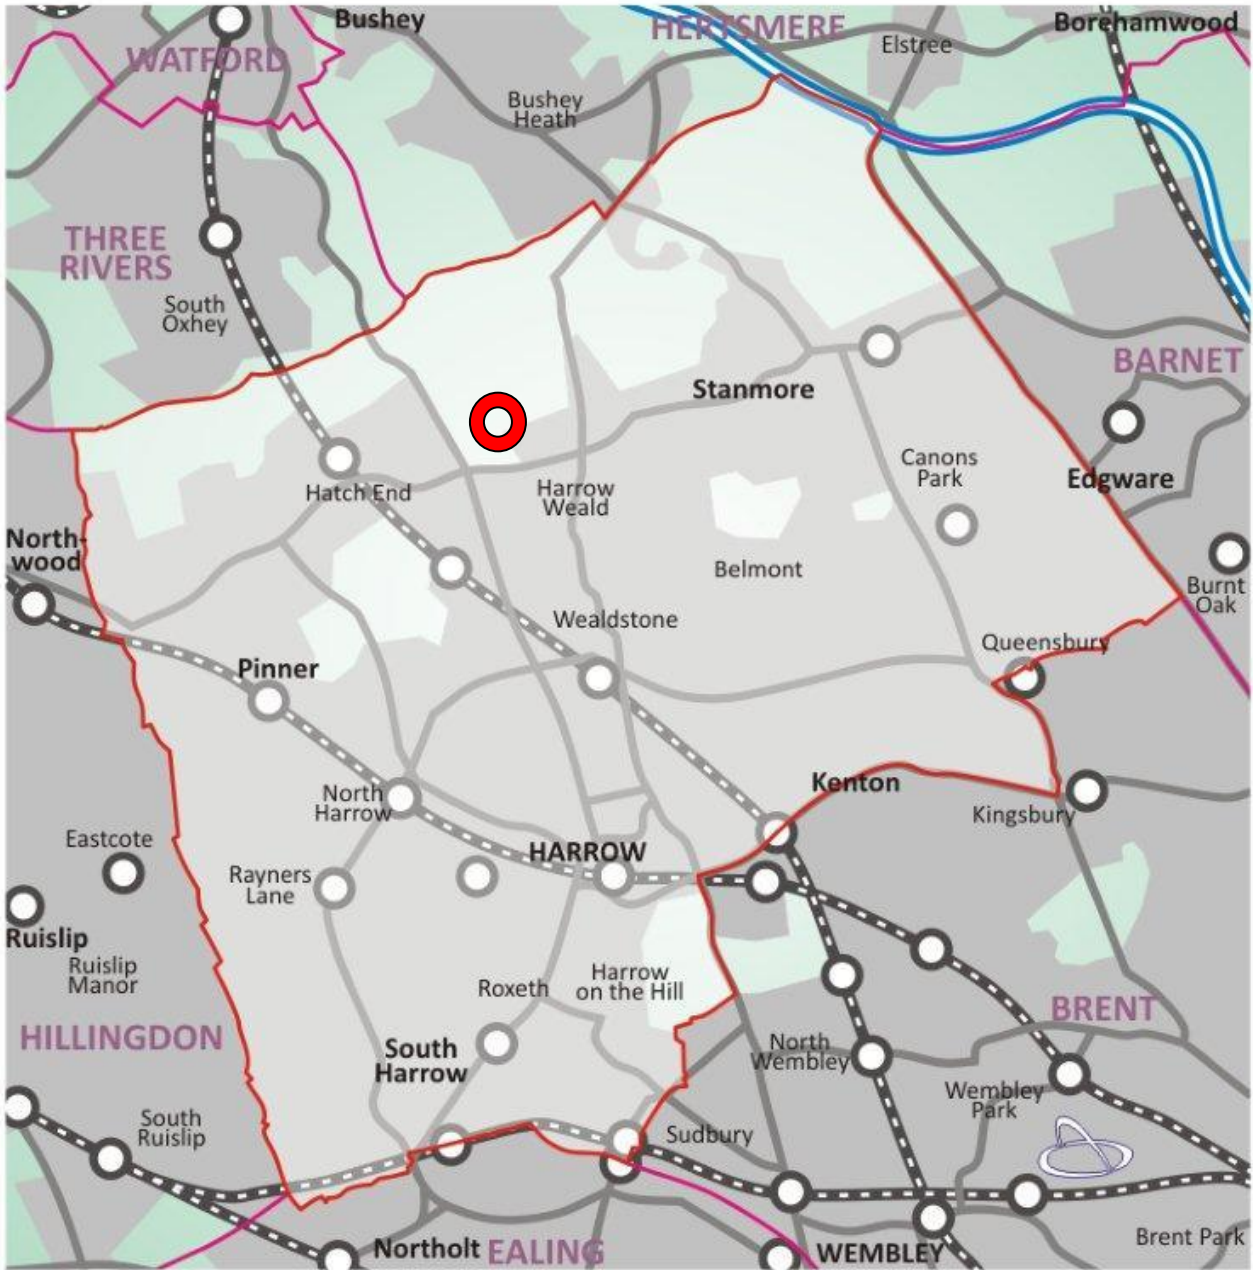 Bushey
HERTSMERE
Borehamwood
Elstree
WATFORD
Bushey
Heath
THREE
RIVERS
South
Oxhey
BARNET
Stanmore
Edgware
Canons
Park
Hatch End
Harrow
Weald
North-
wood
Belmont
Burnt
Oak
Wealdstone
Queensbury
Pinner
Kenton
North
Harrow
Kingsbury
Eastcote
HARROW
Rayners
Lane
Ruislip
Ruislip
Manor
Roxeth
Harrow
on the Hill
BRENT
HILLINGDON
South
Harrow
North
Wembley
Wembley
Park
South
Ruislip
Sudbury
Northolt
EALING
WEMBLEY
Brent Park